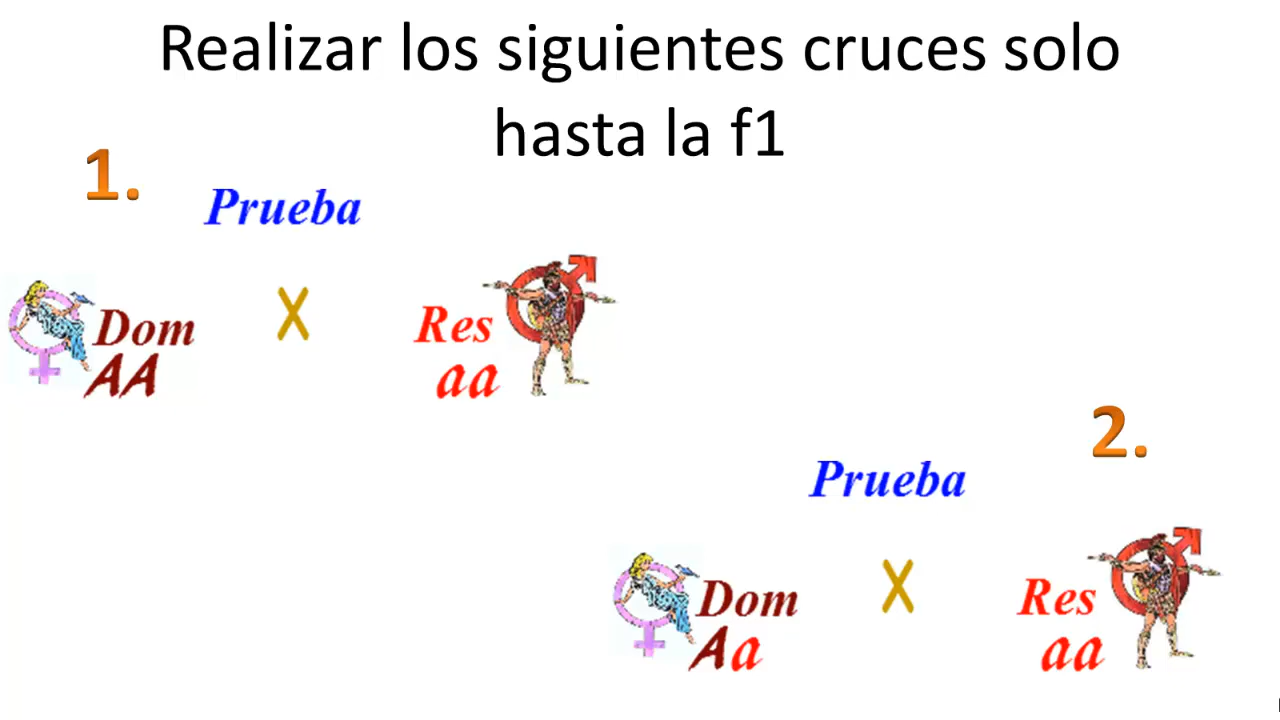 Realizar los siguientes cruces solo
hasta la f1
1.
Prueba
Dom X Res
AA aa
2.
Prueba
Dom X Res
Aa aa